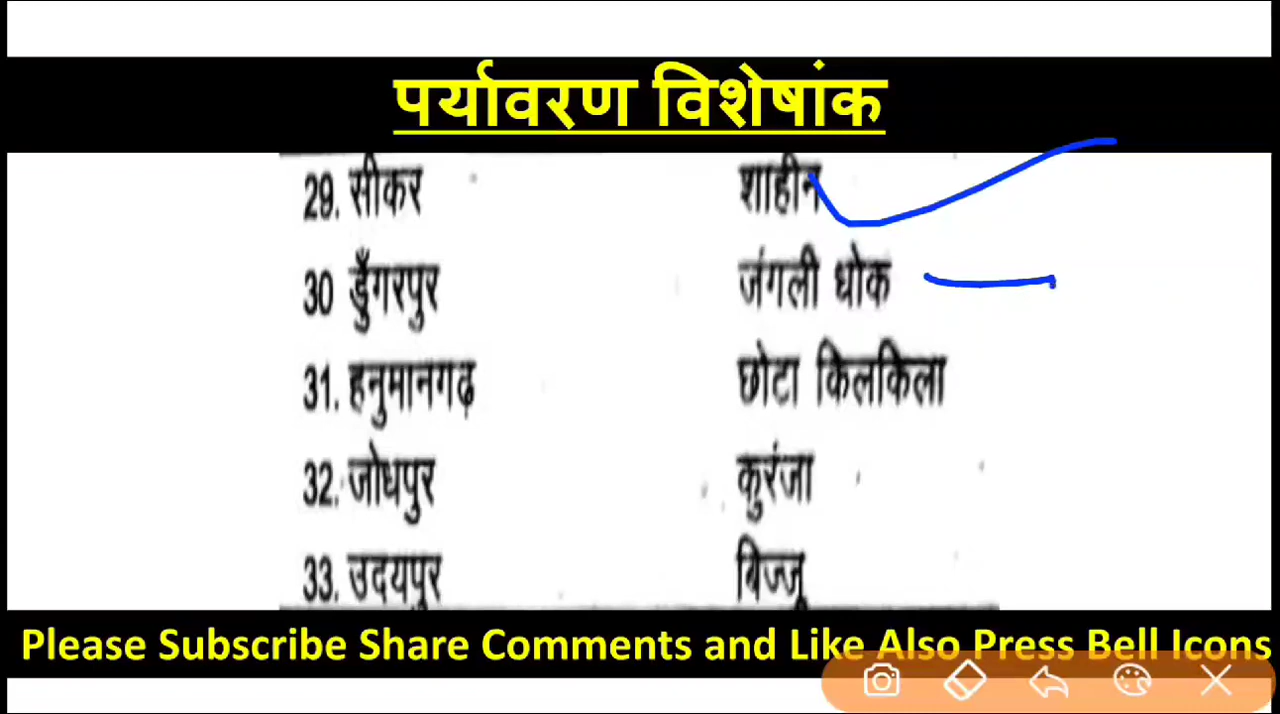 पर्यावरण विशेषांक
29. सीकर शाहीन
30 डुँगरपुर जंगली धोक
31. हनुमानगढ़ छोटा किलकिला
32. जोधपुर कुरंजा
33. उदयपुर बिज्जू
Please Subscribe Share Comments and Like Also Press Bell Icons